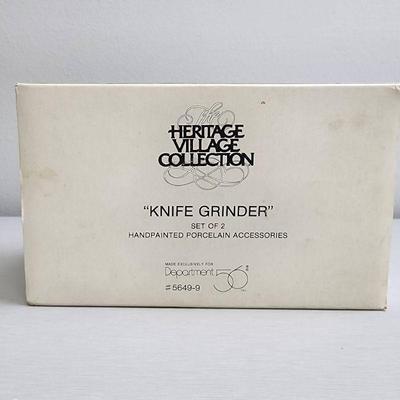 The
HERITAGE
VILLAGE
COLLECTION
"KNIFE GRINDER"
SET OF 2
HANDPAINTED PORCELAIN ACCESSORIES
MADE EXCLUSIVELY FOR
Department 56
# 5649-9